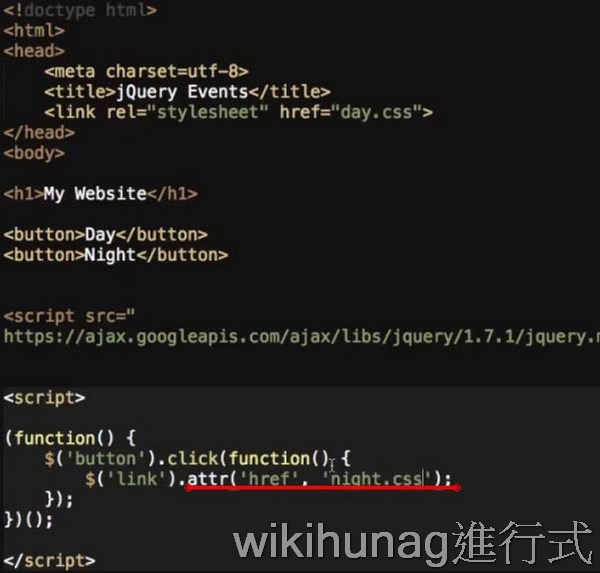 <!doctype html>
<html>
<head>
    <meta charset=utf-8>
    <title>jQuery Events</title>
    <link rel="stylesheet" href="day.css">
</head>
<body>
<h1>My Website</h1>
<button>Day</button>
<button>Night</button>
<script src="
https://ajax.googleapis.com/ajax/libs/jquery/1.7.1/jquery.
<script>
(function() {
    $('button').click(function() {
        $('link').attr('href', 'night.css');
    });
})();
</script>
wikihunag進行式